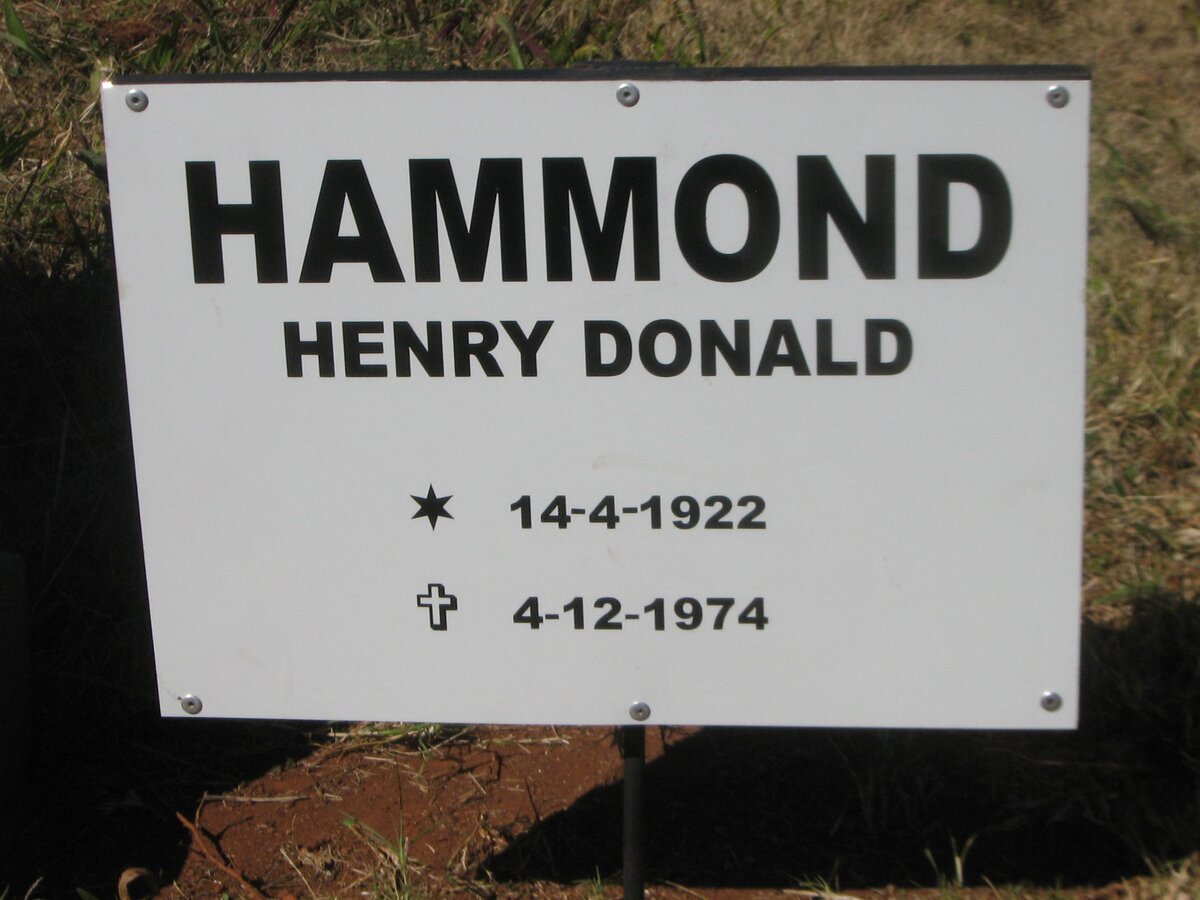 HAMMOND
HENRY DONALD
✶ 14-4-1922
✞ 4-12-1974